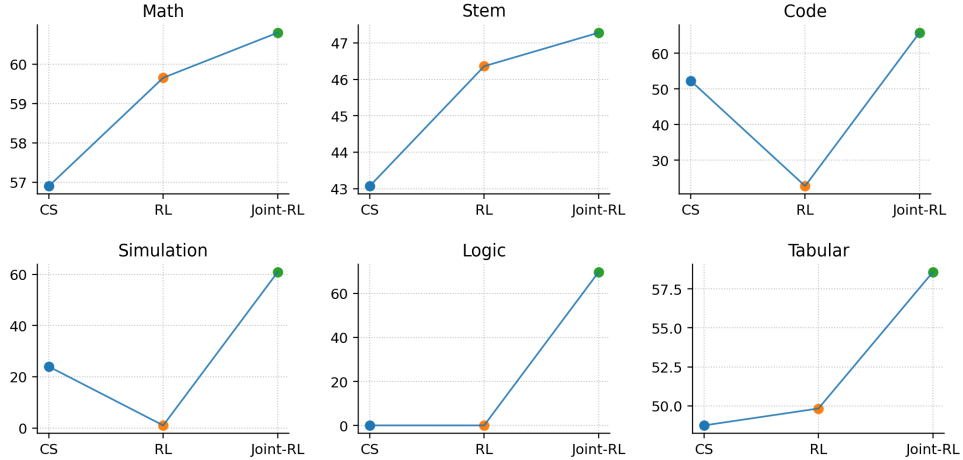 Math
60
59
58
57
CS RL Joint-RL
Stem
47
46
45
44
43
CS RL Joint-RL
Code
60
50
40
30
CS RL Joint-RL
Simulation
60
40
20
0
CS RL Joint-RL
Logic
60
40
20
0
CS RL Joint-RL
Tabular
57.5
55.0
52.5
50.0
CS RL Joint-RL